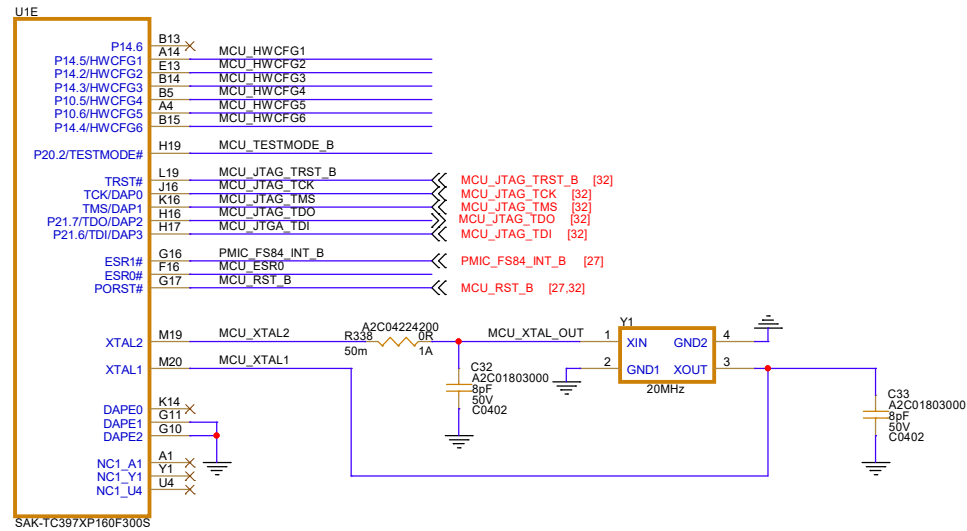 U1E
P14.6 B13
P14.5/HWCFG1 A14 MCU_HWCFG1
P14.2/HWCFG2 E13 MCU_HWCFG2
P14.3/HWCFG3 B14 MCU_HWCFG3
P10.5/HWCFG4 B5 MCU_HWCFG4
P10.6/HWCFG5 A4 MCU_HWCFG5
P14.4/HWCFG6 B15 MCU_HWCFG6
P20.2/TESTMODE# H19 MCU_TESTMODE_B
TRST# L19 MCU_JTAG_TRST_B MCU_JTAG_TRST_B [32]
TCK/DAP0 J16 MCU_JTAG_TCK MCU_JTAG_TCK [32]
TMS/DAP1 K16 MCU_JTAG_TMS MCU_JTAG_TMS [32]
P21.7/TDO/DAP2 H16 MCU_JTAG_TDO MCU_JTAG_TDO [32]
P21.6/TDI/DAP3 H17 MCU_JTGA_TDI MCU_JTAG_TDI [32]
ESR1# G16 PMIC_FS84_INT_B PMIC_FS84_INT_B [27]
ESR0# F16 MCU_ESR0
PORST# G17 MCU_RST_B MCU_RST_B [27,32]
XTAL2 M19 MCU_XTAL2
XTAL1 M20 MCU_XTAL1
A2C04224200
R338 0R
50m 1A
MCU_XTAL_OUT
Y1
1 XIN GND2 4
2 GND1 XOUT 3
20MHz
C32
A2C01803000
8pF
50V
C0402
C33
A2C01803000
8pF
50V
C0402
DAPE0 K14
DAPE1 G11
DAPE2 G10
NC1_A1 A1
NC1_Y1 Y1
NC1_U4 U4
SAK-TC397XP160F300S